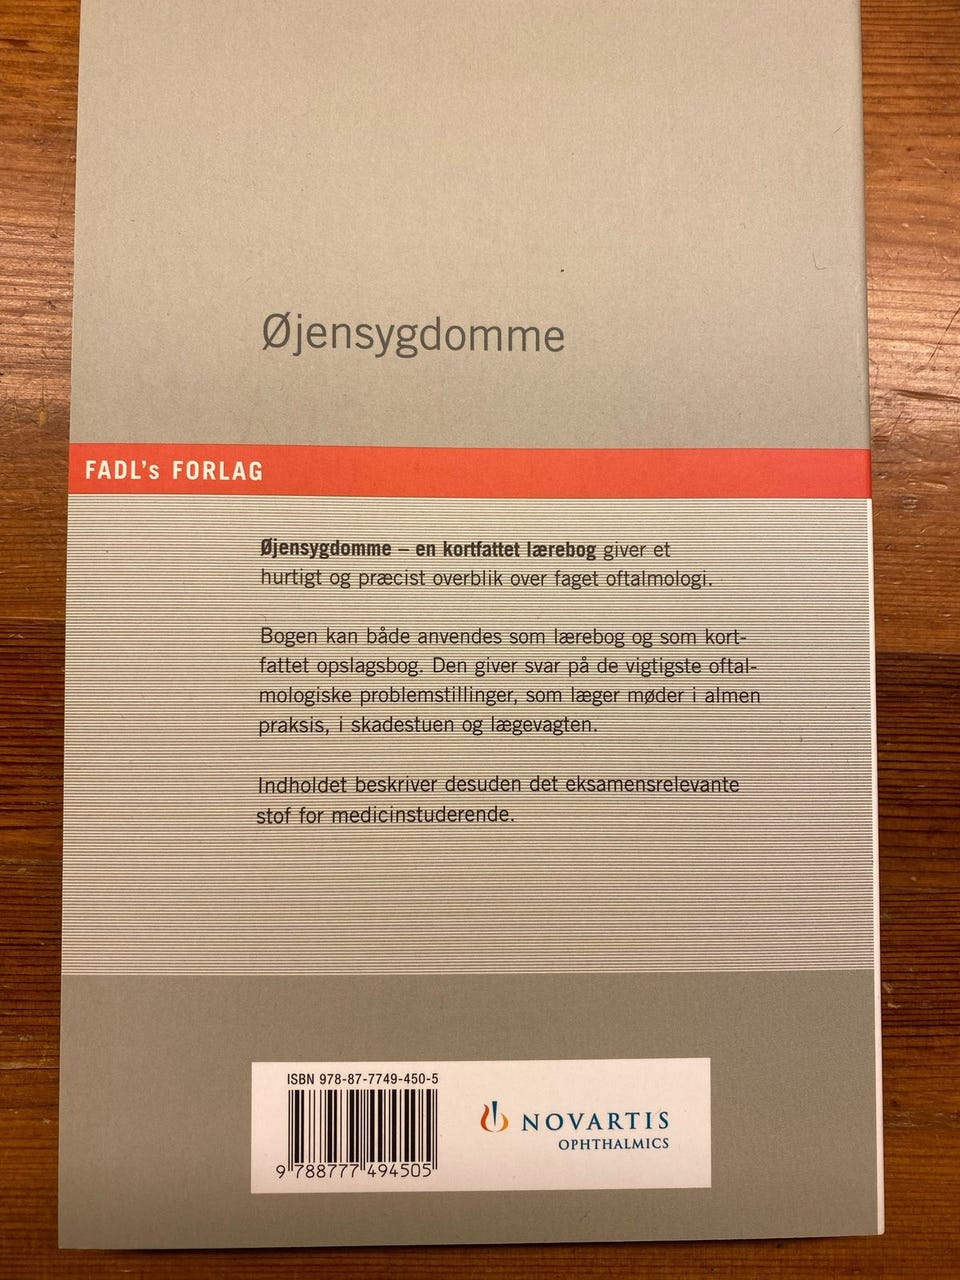 Øjensygdomme
FADL's FORLAG
Øjensygdomme – en kortfattet lærebog giver et
hurtigt og præcist overblik over faget oftalmologi.
Bogen kan både anvendes som lærebog og som kort-
fattet opslagsbog. Den giver svar på de vigtigste oftal-
mologiske problemstillinger, som læger møder i almen
praksis, i skadestuen og lægevagten.
Indholdet beskriver desuden det eksamensrelevante
stof for medicinstuderende.
ISBN 978-87-7749-450-5
9 788777 494505
NOVARTIS
OPHTHALMICS